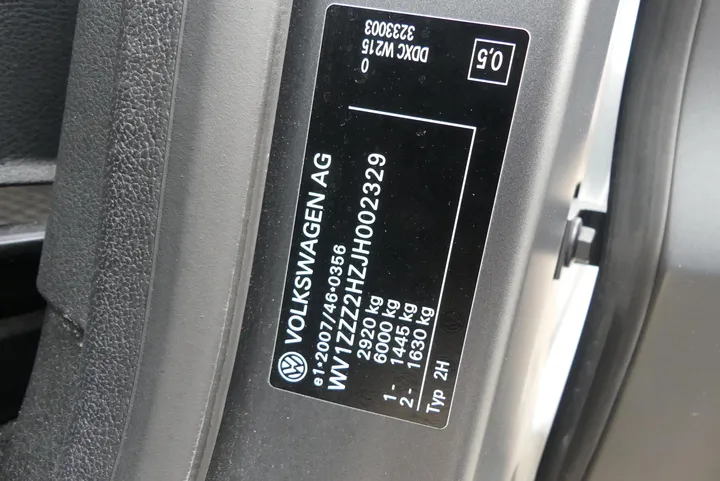 VOLKSWAGEN AG
e1*2007/46*0356
WV1ZZZ2HZJH002329
2920 kg
6000 kg
1 - 1445 kg
2 - 1630 kg
Typ 2H
0
DDXC W215
3233003
0,5